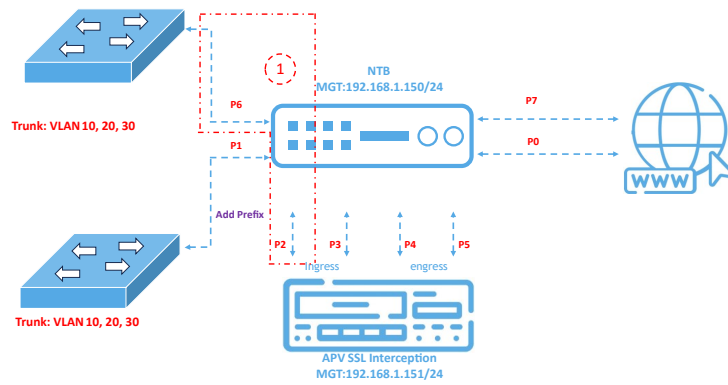 1
NTB
MGT:192.168.1.150/24
P6
P7
Trunk: VLAN 10, 20, 30
P1
P0
WWW
Add Prefix
P2
P3
P4
P5
Ingress
engress
Trunk: VLAN 10, 20, 30
APV SSL Interception
MGT:192.168.1.151/24